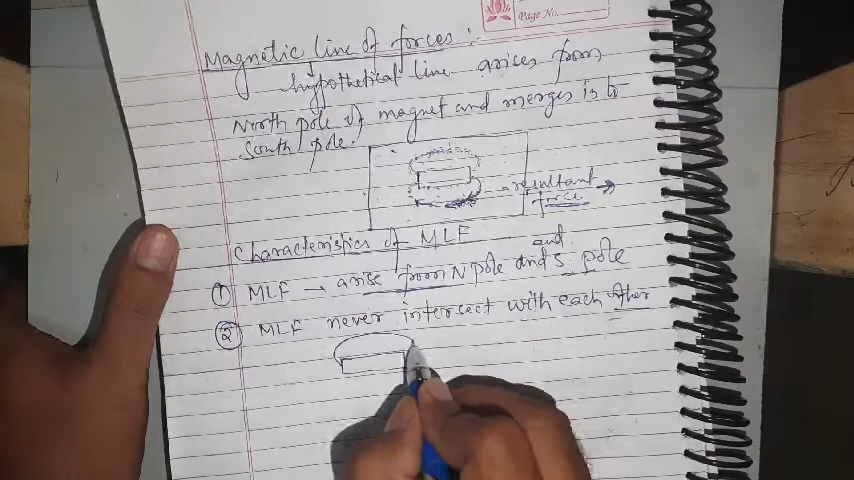 Page No.
Magnetic line of forces :-
hypothetical line arises from
North pole of magnet and merges in to
South pole.
resultant
force
Characteristics of MLF
and
① MLF → arise from N pole and S pole
② MLF never intersect with each other